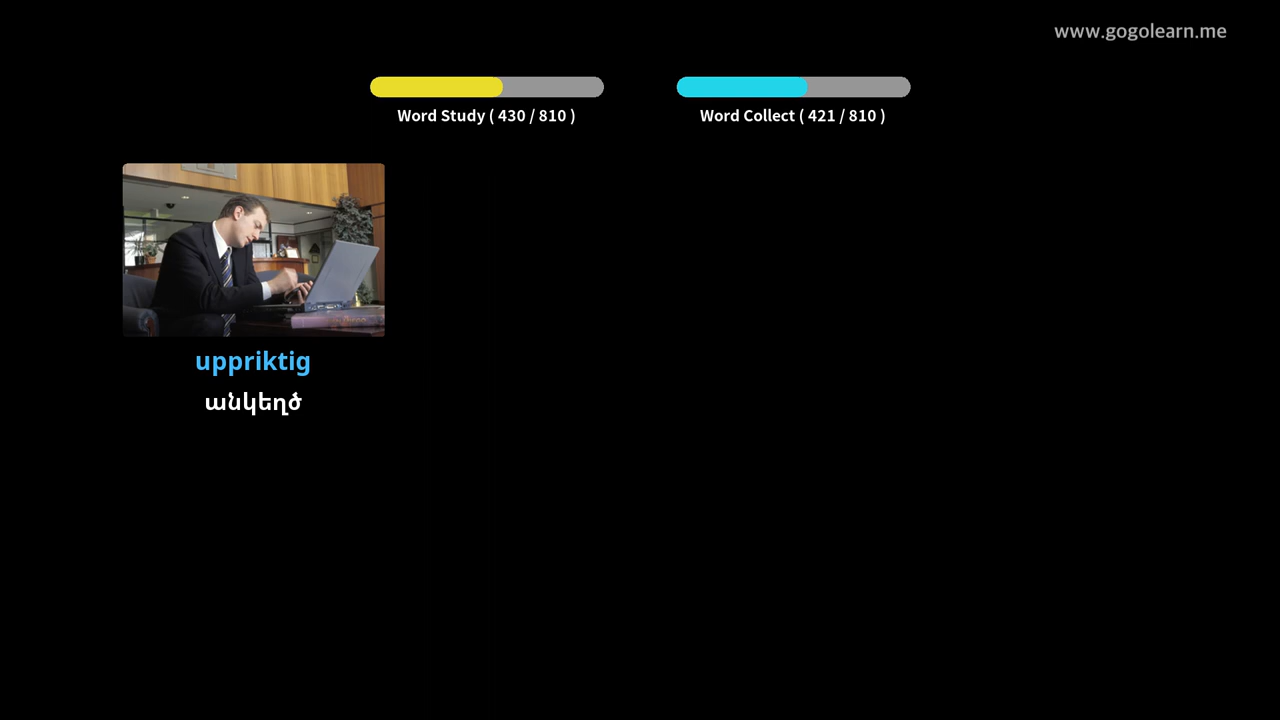 www.gogolearn.me
Word Study ( 430 / 810 )
Word Collect ( 421 / 810 )
uppriktig
անկեղծ